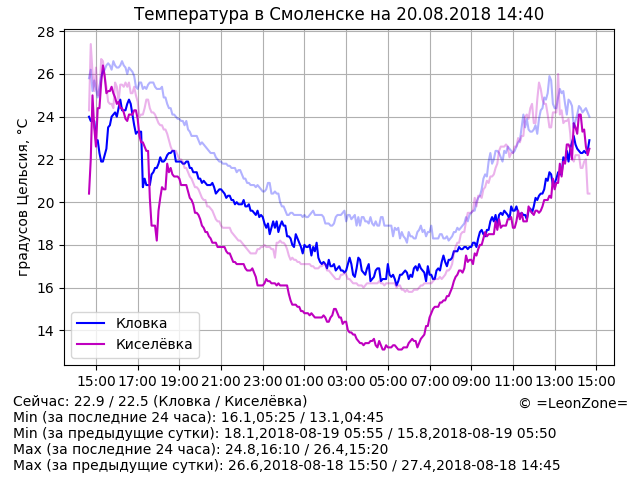 Температура в Смоленске на 20.08.2018 14:40
28
26
24
22
20
18
16
14
градусов Цельсия, °C
Кловка
Киселёвка
15:00 17:00 19:00 21:00 23:00 01:00 03:00 05:00 07:00 09:00 11:00 13:00 15:00
© =LeonZone=
Сейчас: 22.9 / 22.5 (Кловка / Киселёвка)
Min (за последние 24 часа): 16.1,05:25 / 13.1,04:45
Min (за предыдущие сутки): 18.1,2018-08-19 05:55 / 15.8,2018-08-19 05:50
Max (за последние 24 часа): 24.8,16:10 / 26.4,15:20
Max (за предыдущие сутки): 26.6,2018-08-18 15:50 / 27.4,2018-08-18 14:45